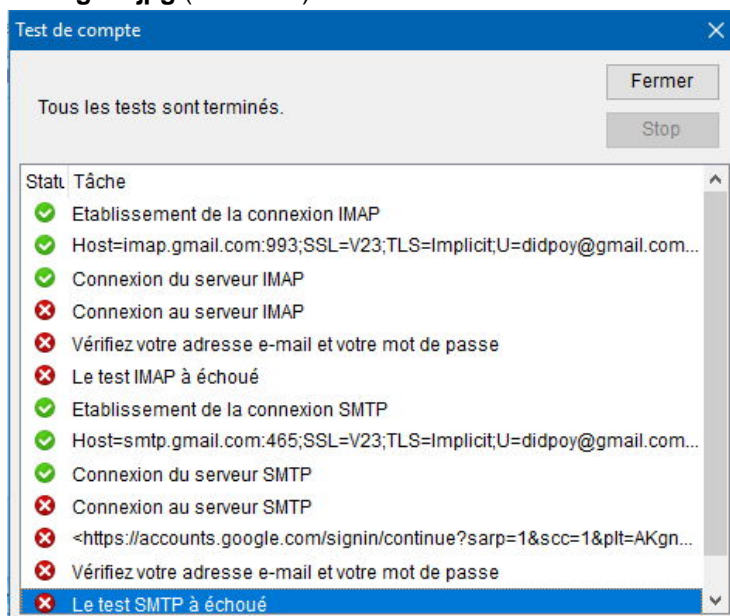 Test de compte
Fermer
Tous les tests sont terminés.
Stop
Statu Tâche
Etablissement de la connexion IMAP
Host=imap.gmail.com:993;SSL=V23;TLS=Implicit;U=didpoy@gmail.com...
Connexion du serveur IMAP
Connexion au serveur IMAP
Vérifiez votre adresse e-mail et votre mot de passe
Le test IMAP à échoué
Etablissement de la connexion SMTP
Host=smtp.gmail.com:465;SSL=V23;TLS=Implicit;U=didpoy@gmail.com...
Connexion du serveur SMTP
Connexion au serveur SMTP
<https://accounts.google.com/signin/continue?sarp=1&scc=1&plt=AKgn...
Vérifiez votre adresse e-mail et votre mot de passe
Le test SMTP à échoué